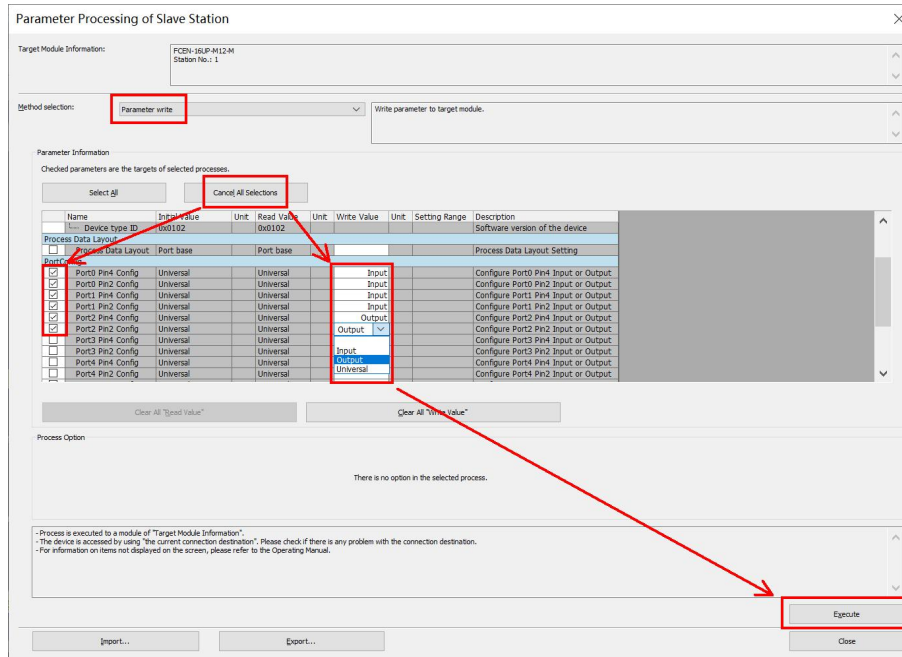 Parameter Processing of Slave Station
Target Module Information:
FCEN-16UP-M12-M
Station No.: 1
Method selection:
Parameter write
Write parameter to target module.
Parameter Information
Checked parameters are the targets of selected processes.
Select All
Cancel All Selections
Name Initial Value Unit Read Value Unit Write Value Unit Setting Range Description
Device type ID 0x0102 0x0102 Software version of the device
Process Data Layout
Process Data Layout Port base Port base Process Data Layout Setting
Port0 Pin4 Config Universal Universal Input Configure Port0 Pin4 Input or Output
Port0 Pin2 Config Universal Universal Input Configure Port0 Pin2 Input or Output
Port1 Pin4 Config Universal Universal Input Configure Port1 Pin4 Input or Output
Port1 Pin2 Config Universal Universal Input Configure Port1 Pin2 Input or Output
Port2 Pin4 Config Universal Universal Output Configure Port2 Pin4 Input or Output
Port2 Pin2 Config Universal Universal Output Configure Port2 Pin2 Input or Output
Port3 Pin4 Config Universal Universal Configure Port3 Pin4 Input or Output
Port3 Pin2 Config Universal Universal Input Configure Port3 Pin2 Input or Output
Port4 Pin4 Config Universal Universal Output Configure Port4 Pin4 Input or Output
Port4 Pin2 Config Universal Universal Universal Configure Port4 Pin2 Input or Output
Clear All "Read Value"
Clear All "Write Value"
Process Option
There is no option in the selected process.
- Process is executed to a module of "Target Module Information".
- The device is accessed by using "the current connection destination". Please check if there is any problem with the connection destination.
- For information on items not displayed on the screen, please refer to the Operating Manual.
Execute
Import...
Export...
Close